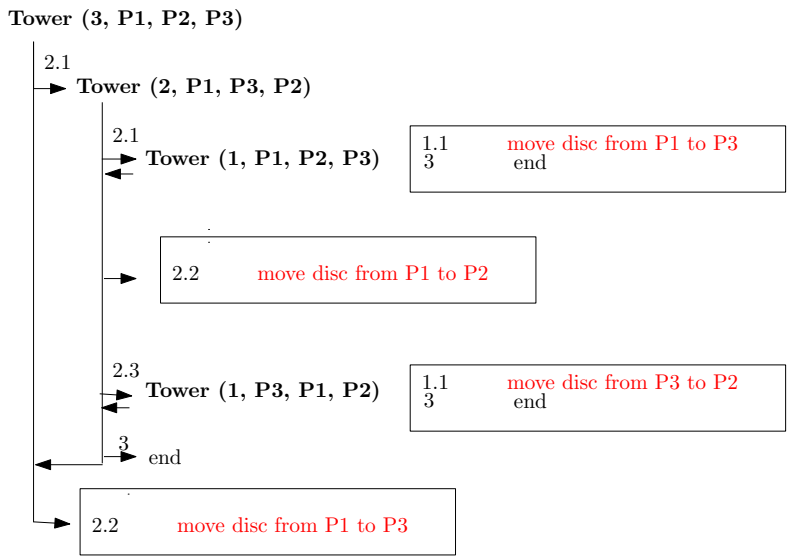 Tower (3, P1, P2, P3)
2.1
Tower (2, P1, P3, P2)
2.1
Tower (1, P1, P2, P3)
1.1 move disc from P1 to P3
3 end
2.2 move disc from P1 to P2
2.3
Tower (1, P3, P1, P2)
1.1 move disc from P3 to P2
3 end
3 end
2.2 move disc from P1 to P3